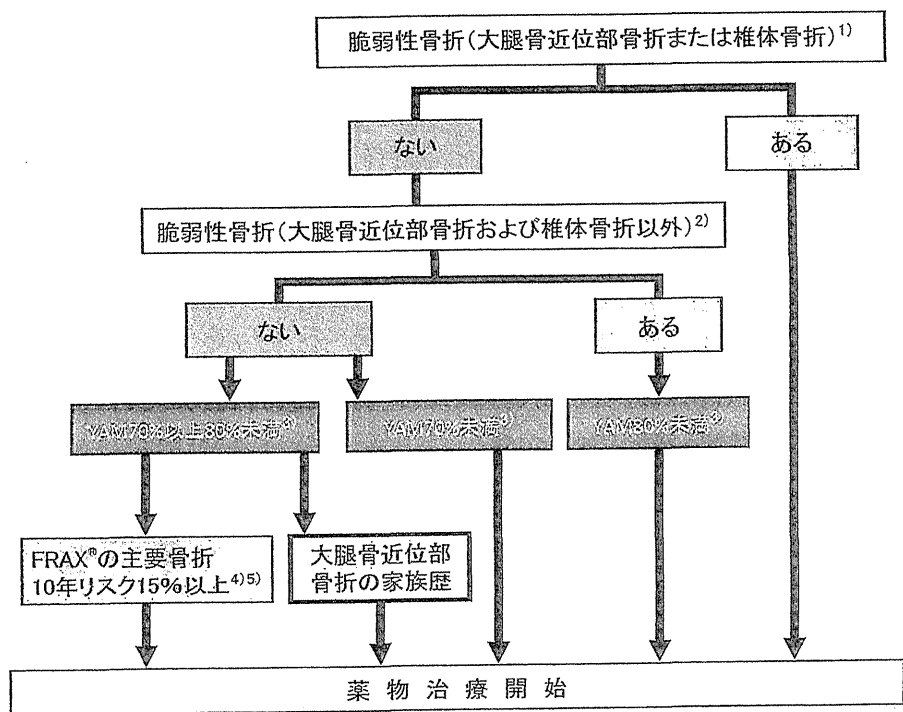 脆弱性骨折(大腿骨近位部骨折または椎体骨折)1)
ない
ある
脆弱性骨折(大腿骨近位部骨折および椎体骨折以外)2)
ない
ある
YAM70%以上80%未満3)
YAM70%未満3)
YAM80%未満3)
FRAX®の主要骨折
10年リスク15%以上4)5)
大腿骨近位部
骨折の家族歴
薬物治療開始